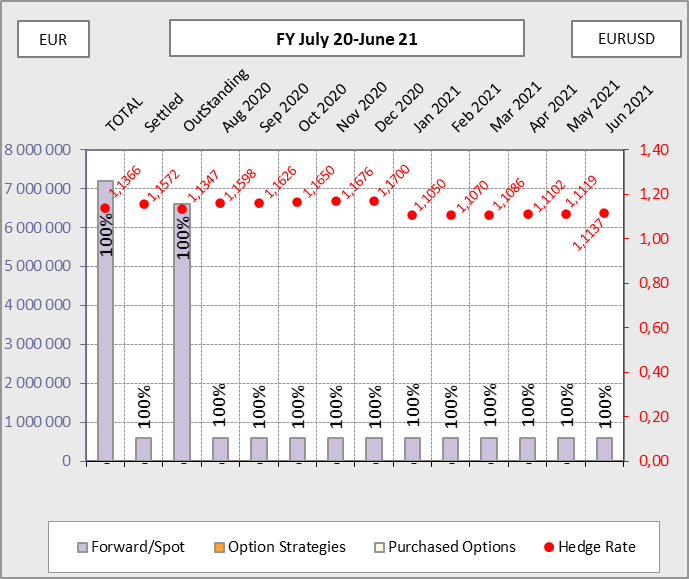 EUR
FY July 20-June 21
EURUSD
TOTAL
Settled
OutStanding
Aug 2020
Sep 2020
Oct 2020
Nov 2020
Dec 2020
Jan 2021
Feb 2021
Mar 2021
Apr 2021
May 2021
Jun 2021
8 000 000
7 000 000
6 000 000
5 000 000
4 000 000
3 000 000
2 000 000
1 000 000
0
1,1366
1,1572
1,1347
1,1598
1,1626
1,1650
1,1676
1,1700
1,1050
1,1070
1,1086
1,1102
1,1119
1,1137
100%
100%
100%
100%
100%
100%
100%
100%
100%
100%
100%
100%
100%
100%
1,40
1,20
1,00
0,80
0,60
0,40
0,20
0,00
- - - - - - - - - - - - - -
Forward/Spot Option Strategies Purchased Options Hedge Rate